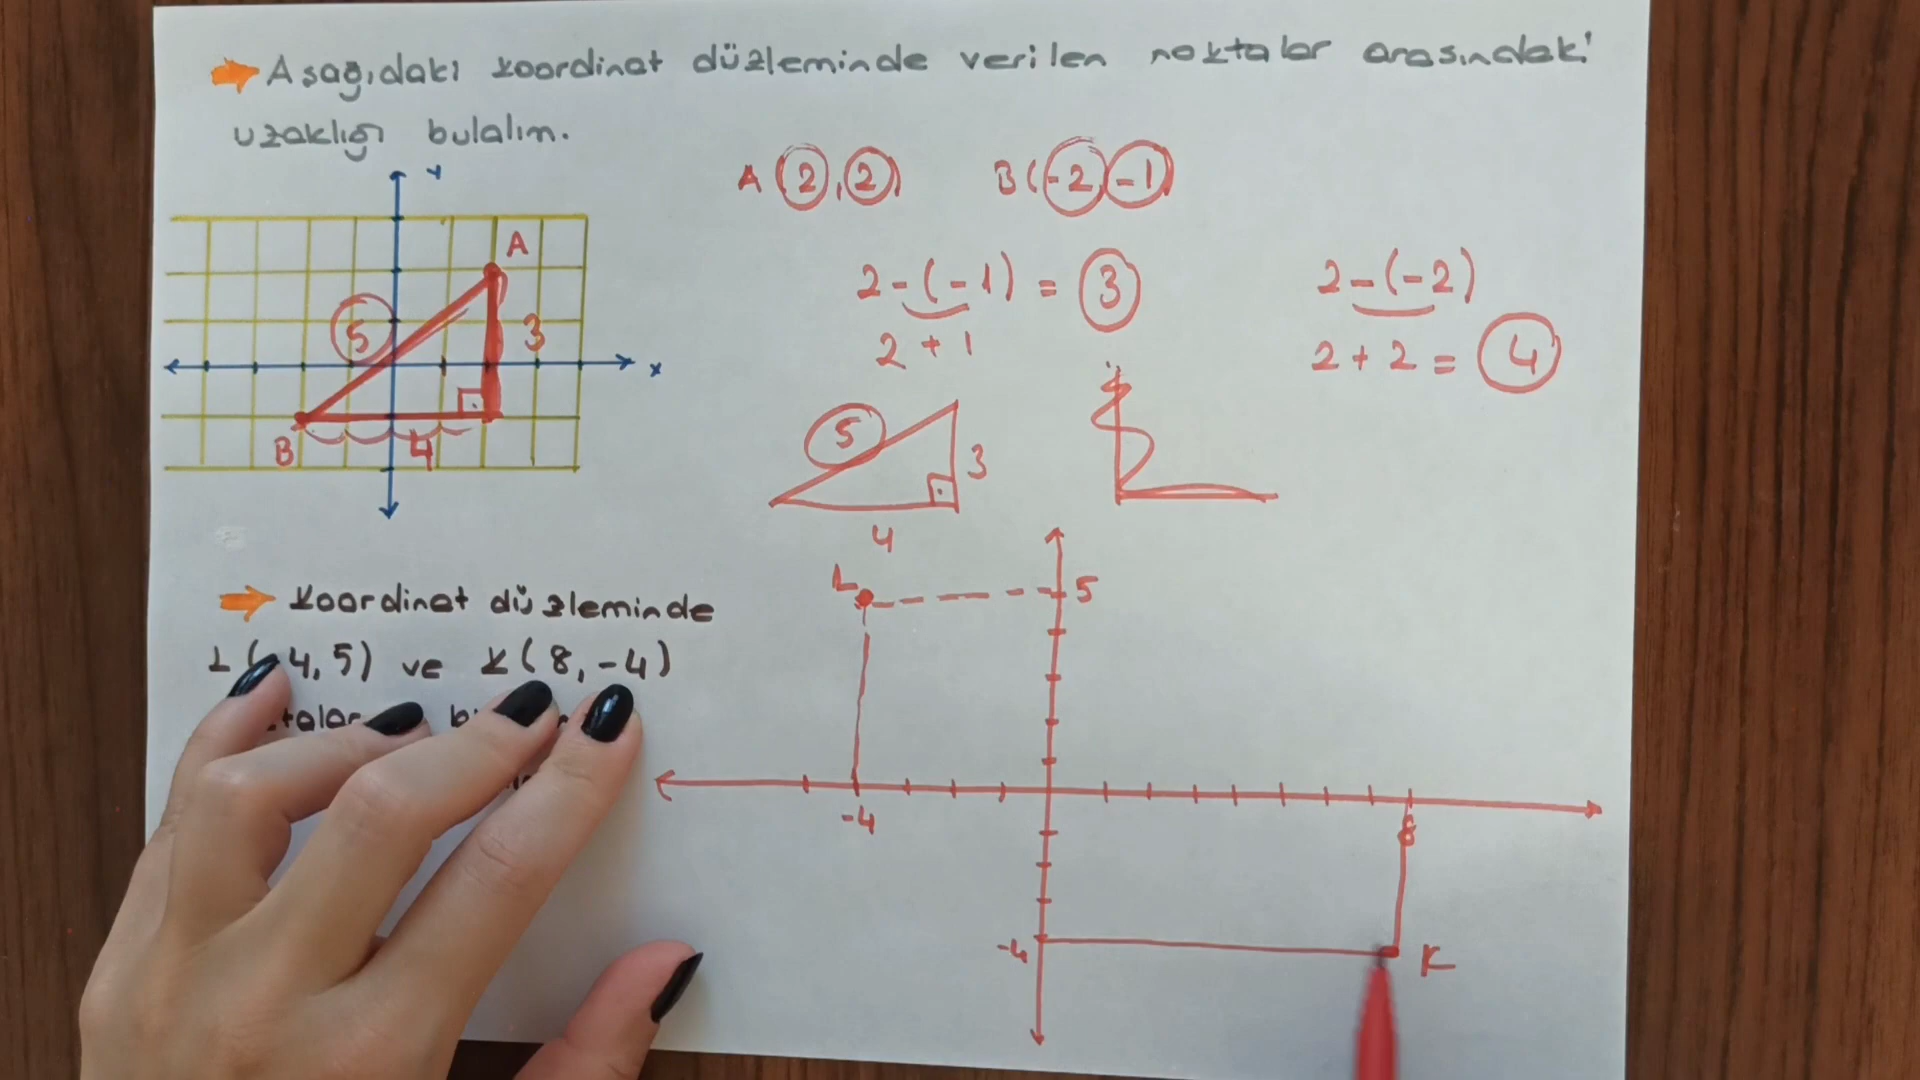 Aşağıdaki koordinat düzleminde verilen noktalar arasındaki
uzaklığı bulalım.
A (2,2) B(-2,-1)
y
A
5
3
x
B
4
2-(-1) = 3
2 + 1
2-(-2)
2 + 2 = 4
5
3
4
Koordinat düzleminde
L(-4,5) ve K(8,-4)
L
5
-4
8
-4
K